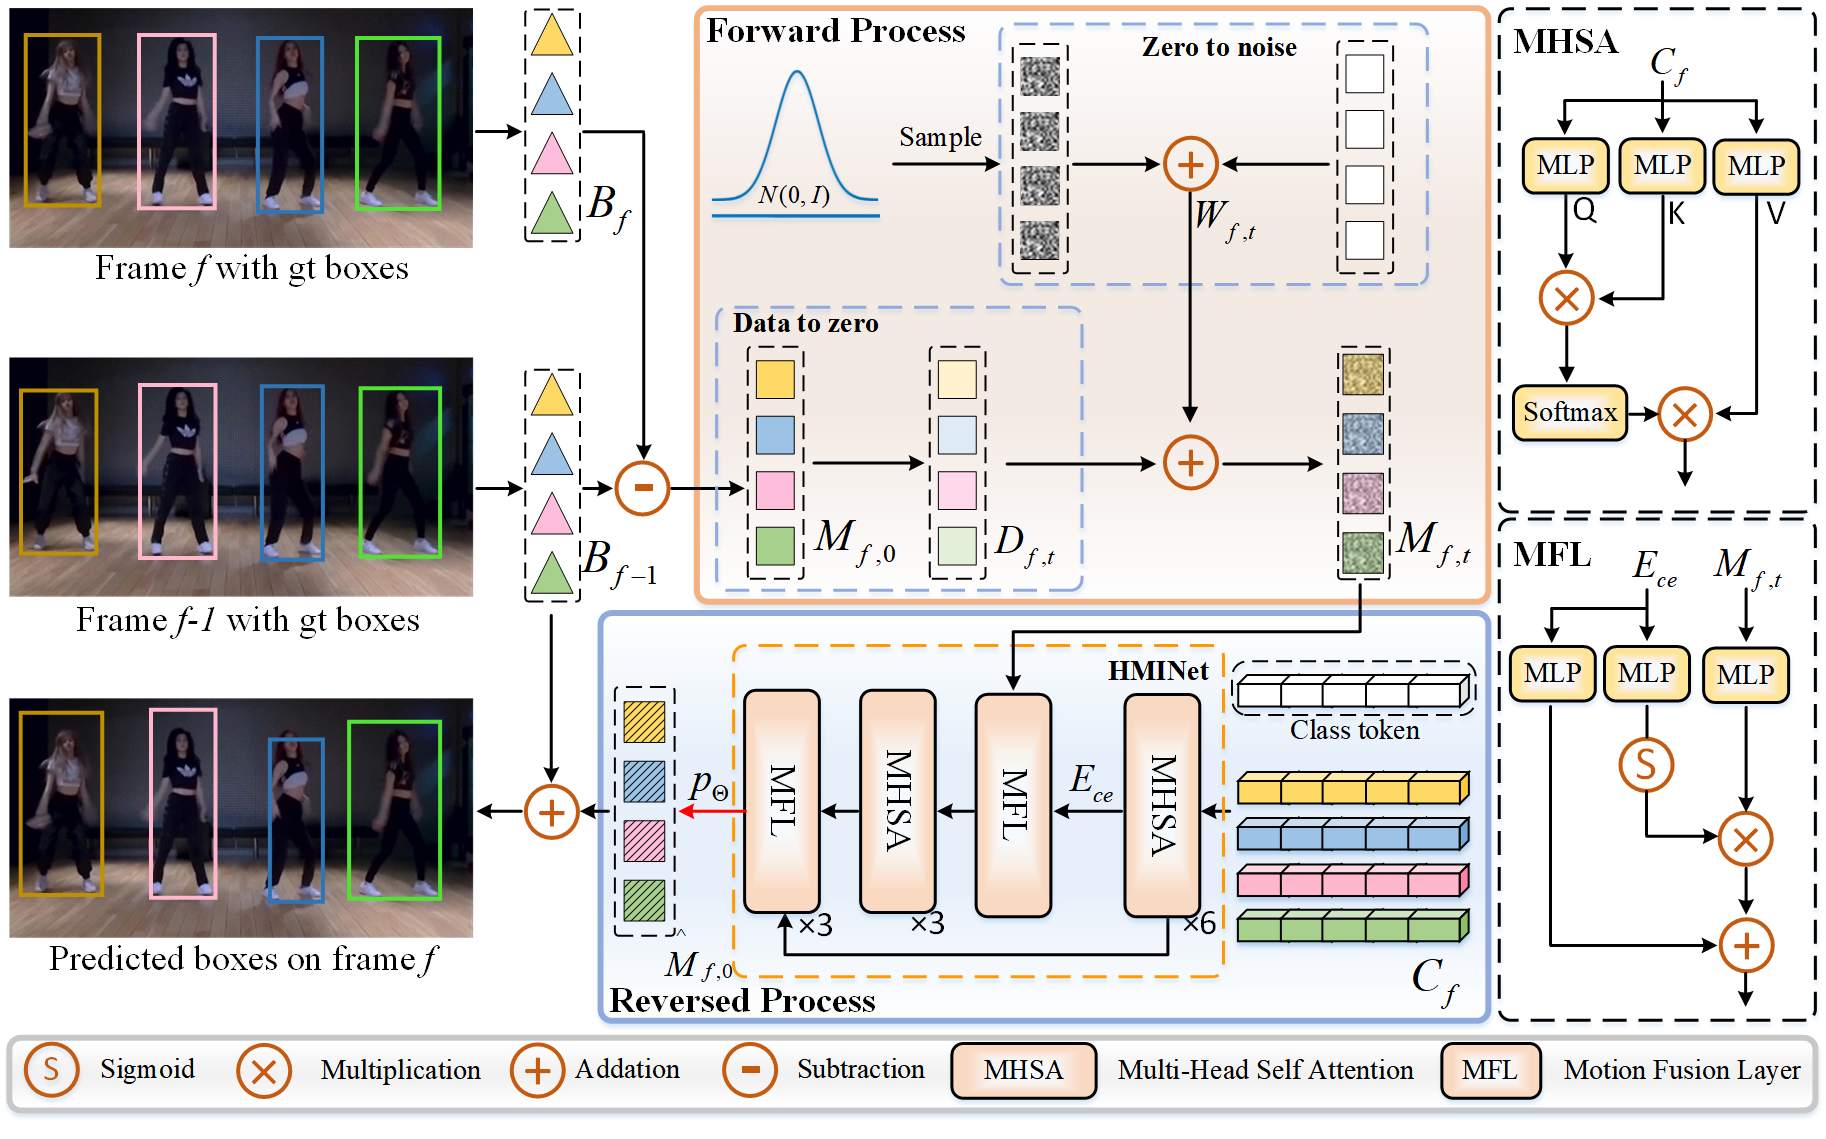 Forward Process
Zero to noise
Sample
N(0, I)
W_{f,t}
B_f
Frame f with gt boxes
Data to zero
M_{f,0}
D_{f,t}
M_{f,t}
B_{f-1}
Frame f-1 with gt boxes
HMINet
Class token
MFL
MHSA
MFL
MHSA
p_Θ
E_{ce}
×3
×3
×6
M̂_{f,0}
C_f
Reversed Process
Predicted boxes on frame f
MHSA
C_f
MLP
MLP
MLP
Q
K
V
Softmax
MFL
E_{ce}
M_{f,t}
MLP
MLP
MLP
S
S
Sigmoid
Multiplication
Addation
Subtraction
MHSA
Multi-Head Self Attention
MFL
Motion Fusion Layer